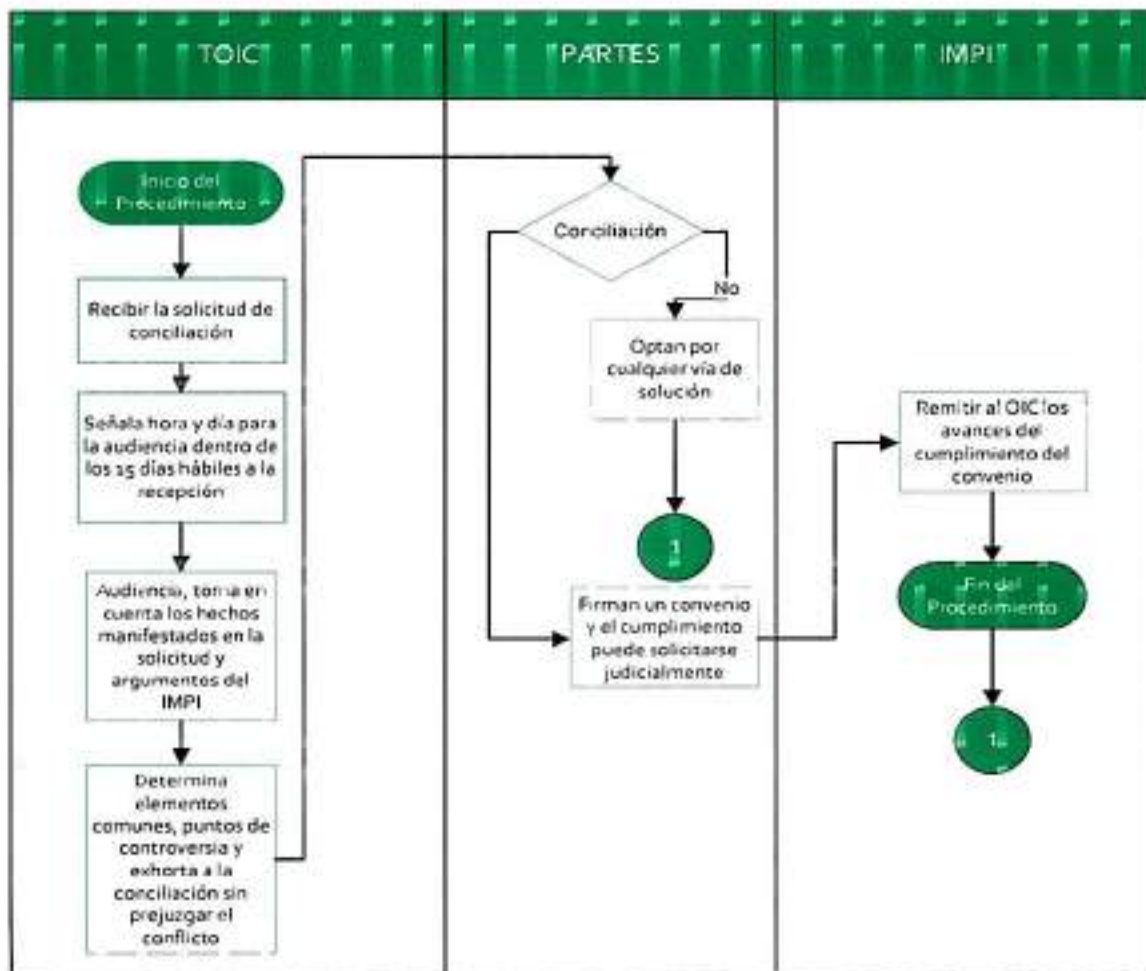 TOIC
PARTES
IMPI
Inicio del
Procedimiento
Recibir la solicitud de
conciliación
Señala hora y día para
la audiencia dentro de
los 15 días hábiles a la
recepción
Audiencia, toma en
cuenta los hechos
manifestados en la
solicitud y
argumentos del
IMPI
Determina
elementos
comunes, puntos de
controversia y
exhorta a la
conciliación sin
prejuzgar el
conflicto
Conciliación
No
Optan por
cualquier vía de
solución
1
Firman un convenio
y el cumplimiento
puede solicitarse
judicialmente
Remitir al OIC los
avances del
cumplimiento del
convenio
Fin del
Procedimiento
1